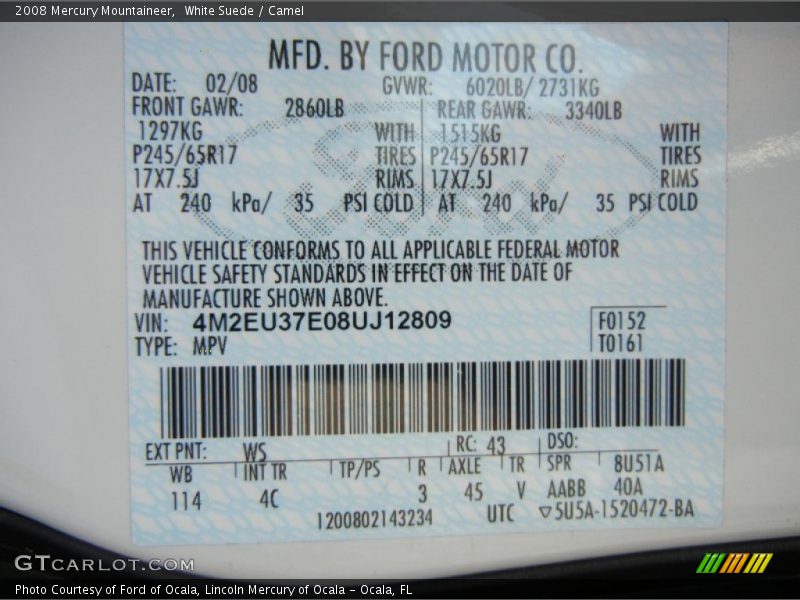 2008 Mercury Mountaineer, White Suede / Camel
MFD. BY FORD MOTOR CO.
DATE: 02/08 GVWR: 6020LB/ 2731KG
FRONT GAWR: 2860LB REAR GAWR: 3340LB
1297KG WITH 1515KG WITH
P245/65R17 TIRES P245/65R17 TIRES
17X7.5J RIMS 17X7.5J RIMS
AT 240 kPa/ 35 PSI COLD AT 240 kPa/ 35 PSI COLD
Ford
THIS VEHICLE CONFORMS TO ALL APPLICABLE FEDERAL MOTOR
VEHICLE SAFETY STANDARDS IN EFFECT ON THE DATE OF
MANUFACTURE SHOWN ABOVE.
VIN: 4M2EU37E08UJ12809 F0152
TYPE: MPV T0161
EXT PNT: WS RC: 43 DSO:
WB INT TR TP/PS R AXLE TR SPR 8U51A
114 4C 3 45 V AABB 40A
1200802143234 UTC ▽5U5A-1520472-BA
GTCARLOT.COM
Photo Courtesy of Ford of Ocala, Lincoln Mercury of Ocala – Ocala, FL